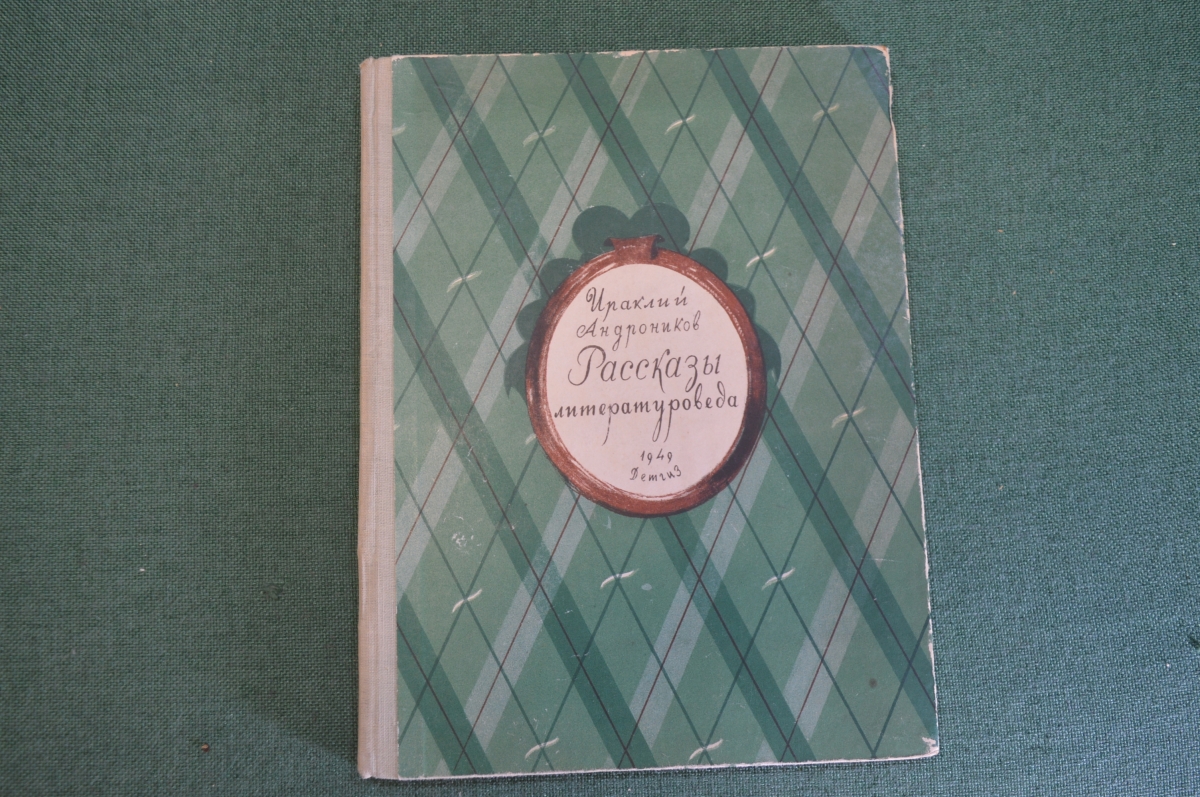 Ираклий
Андроников
Рассказы
литературоведа
1949
Детгиз